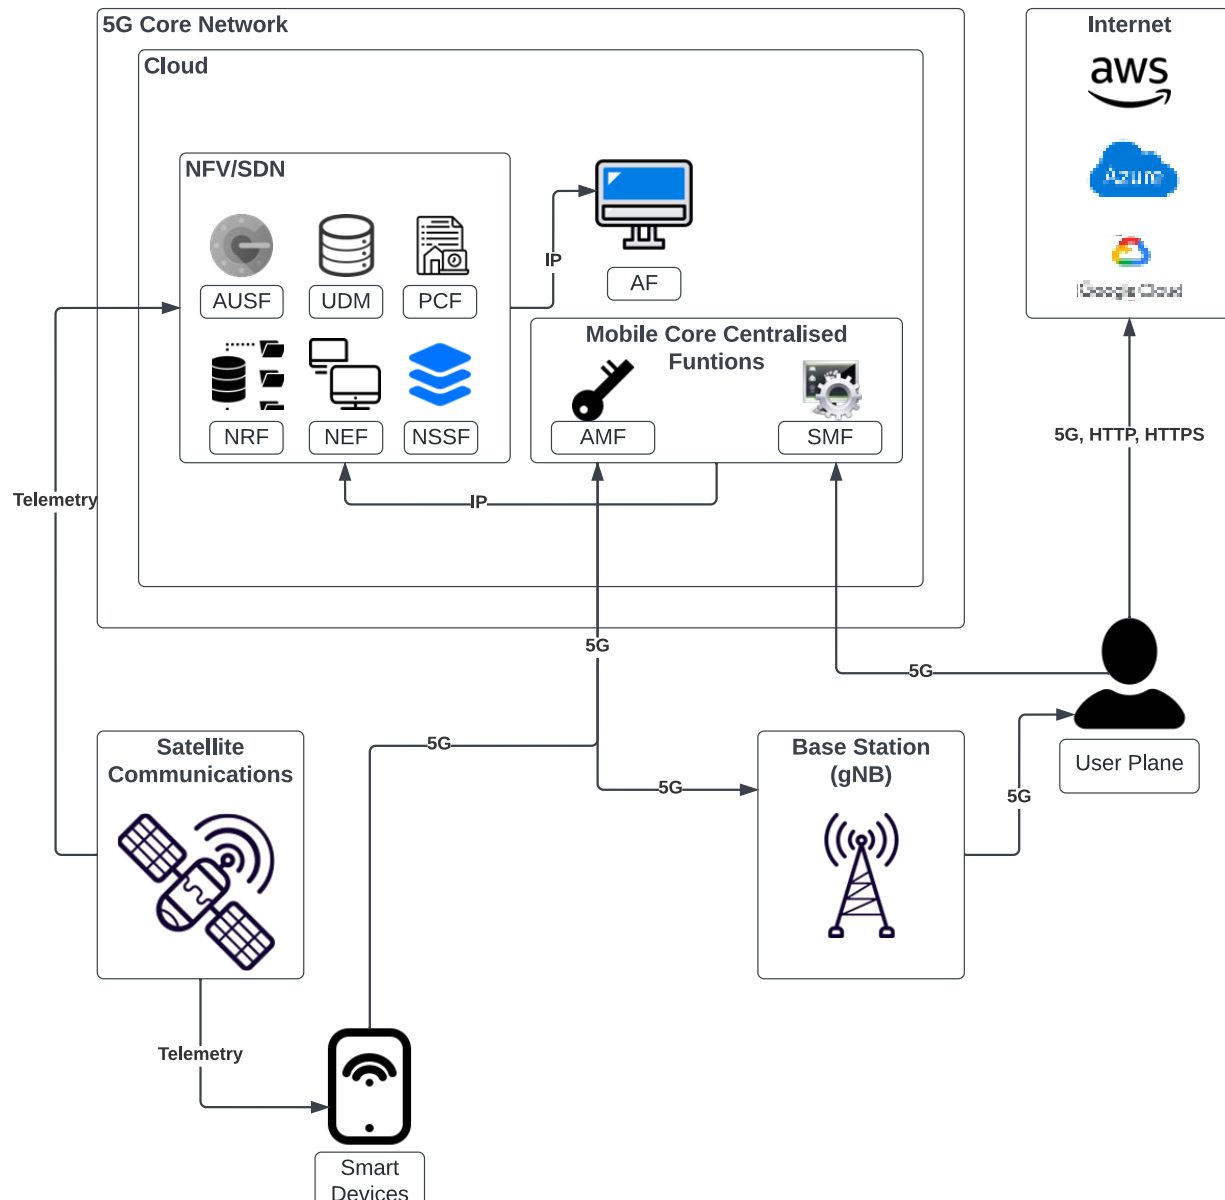 5G Core Network
Cloud
NFV/SDN
AUSF
UDM
PCF
NRF
NEF
NSSF
IP
AF
Mobile Core Centralised
Funtions
AMF
SMF
IP
Internet
aws
Azure
Google Cloud
5G, HTTP, HTTPS
Telemetry
5G
5G
5G
5G
5G
User Plane
Satellite
Communications
Base Station
(gNB)
Telemetry
Smart
Devices